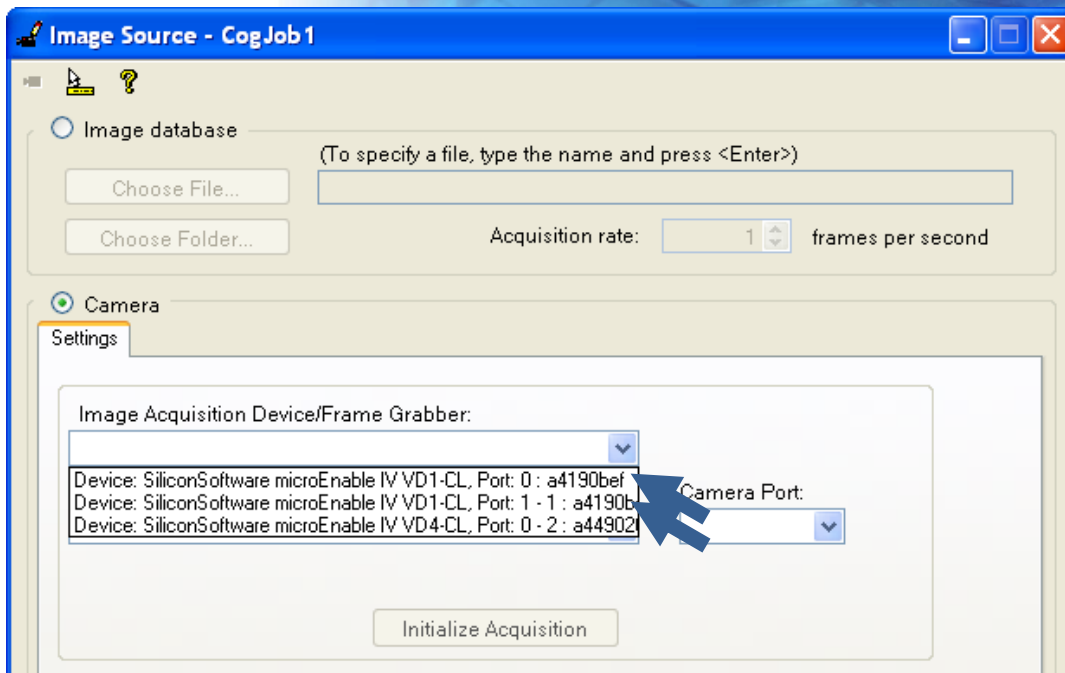 Image Source - CogJob1
Image database
(To specify a file, type the name and press <Enter>)
Choose File...
Choose Folder...
Acquisition rate: 1 frames per second
Camera
Settings
Image Acquisition Device/Frame Grabber:
Device: SiliconSoftware microEnable IV VD1-CL, Port: 0 : a4190bef
Device: SiliconSoftware microEnable IV VD1-CL, Port: 1 - 1 : a4190b
Device: SiliconSoftware microEnable IV VD4-CL, Port: 0 - 2 : a44902
Camera Port:
Initialize Acquisition